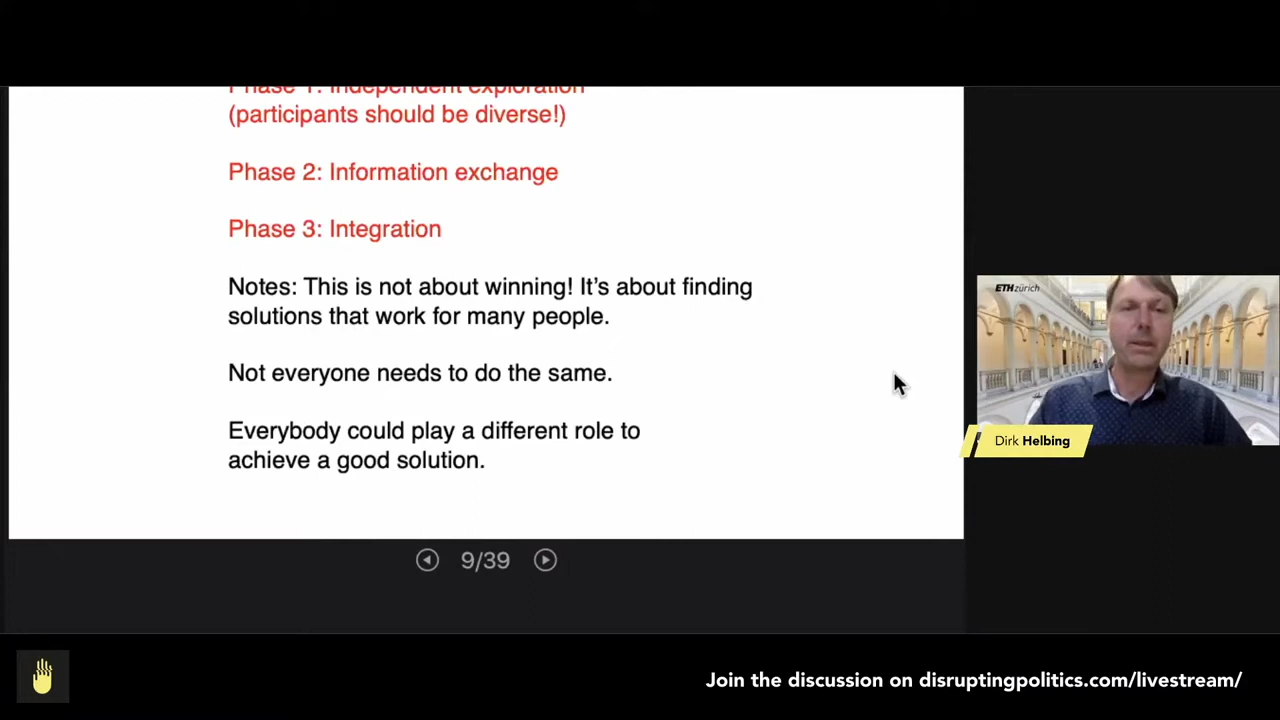 Phase 1: Independent exploration
(participants should be diverse!)
Phase 2: Information exchange
Phase 3: Integration
Notes: This is not about winning! It's about finding
solutions that work for many people.
Not everyone needs to do the same.
Everybody could play a different role to
achieve a good solution.
9/39
ETH zürich
Dirk Helbing
Join the discussion on disruptingpolitics.com/livestream/